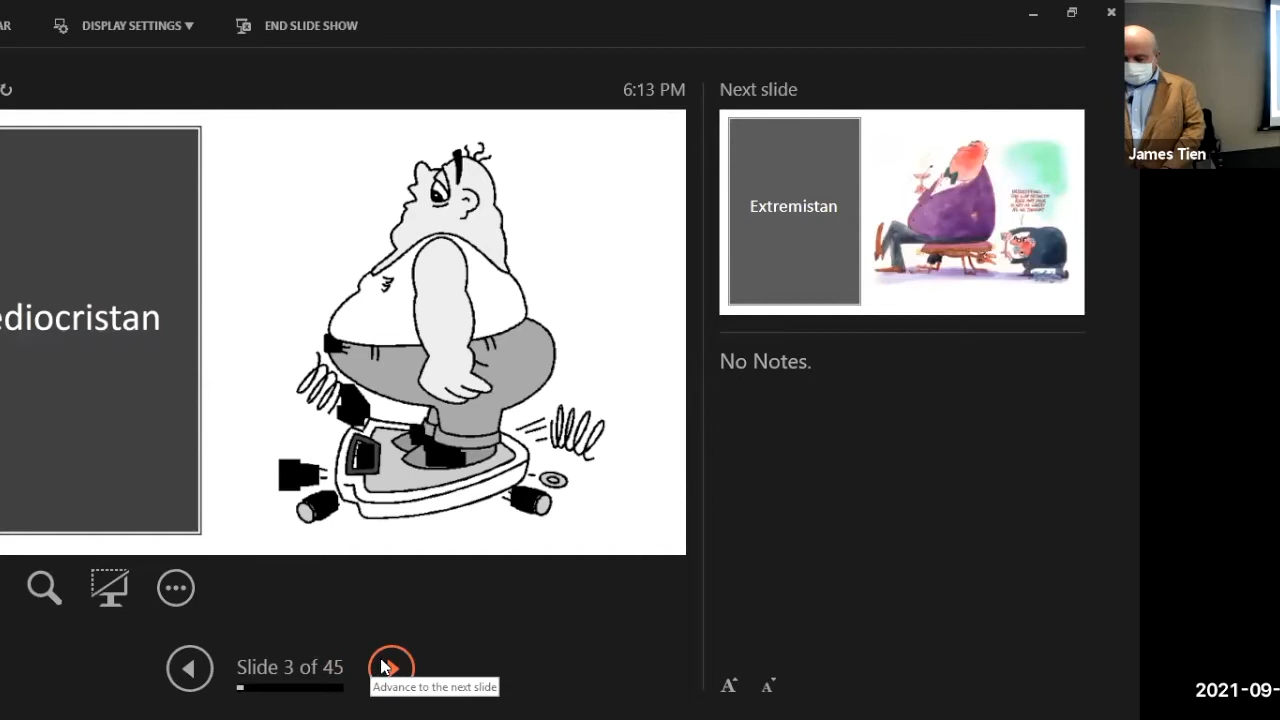 AR
DISPLAY SETTINGS
END SLIDE SHOW
6:13 PM
Next slide
ediocristan
Extremistan
James Tien
No Notes.
Slide 3 of 45
Advance to the next slide
A A
2021-09-